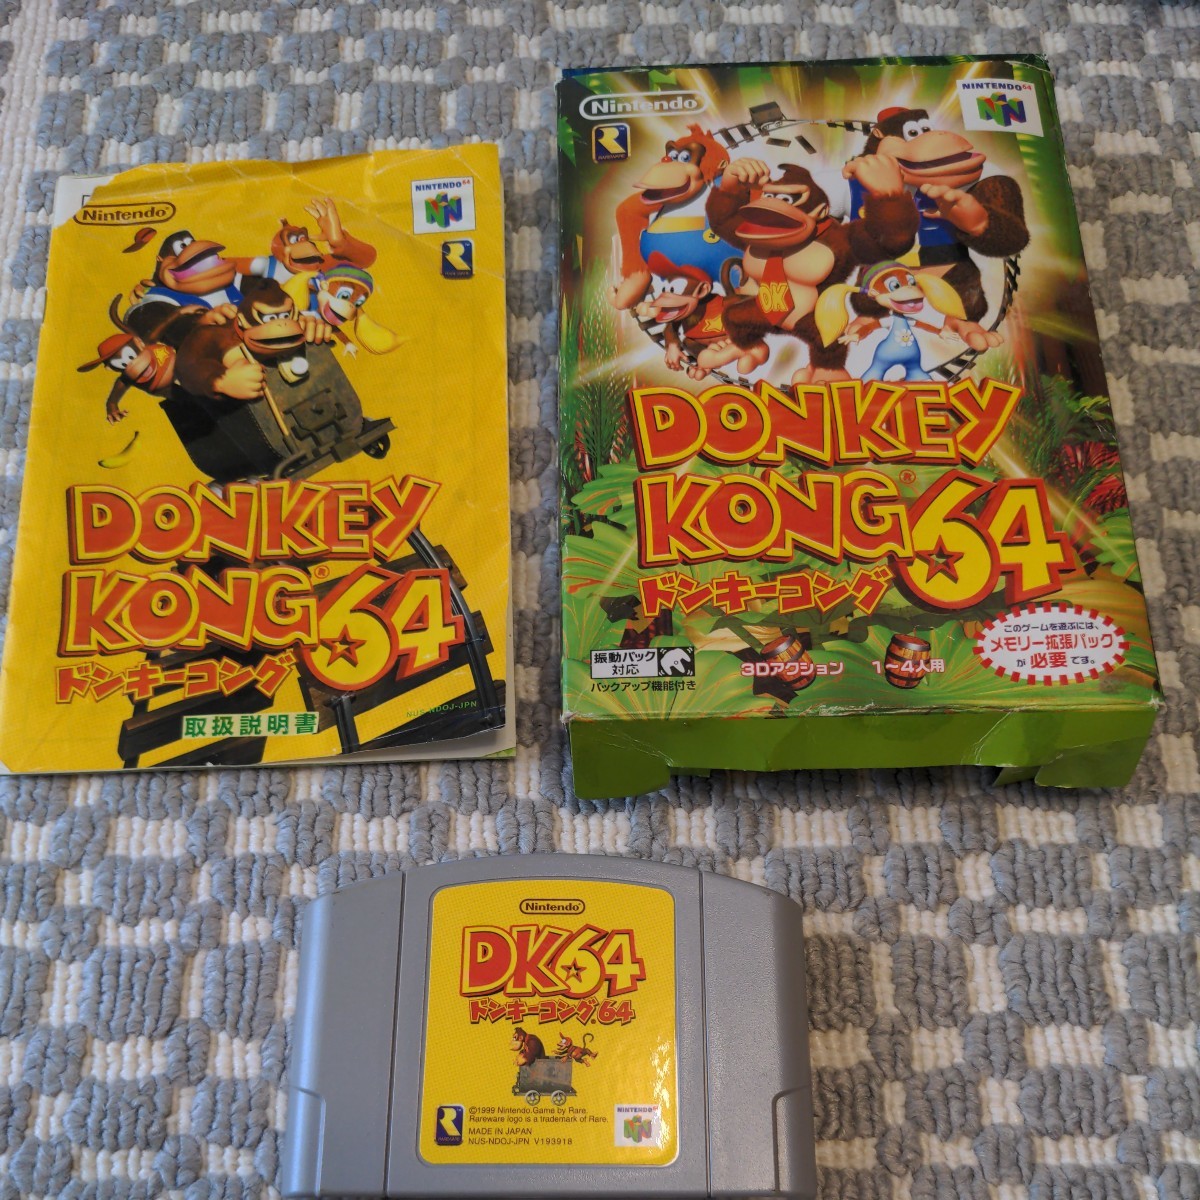 Nintendo
NINTENDO64
RAREWARE
DONKEY
KONG®64
ドンキーコング
取扱説明書
NUS-NDOJ-JPN
Nintendo
NINTENDO64
RAREWARE
DK
DONKEY
KONG®64
ドンキーコング
このゲームを遊ぶには、
メモリー拡張パック
が必要です。
振動パック
対応
バックアップ機能付き
3Dアクション
1〜4人用
Nintendo
DK64
ドンキーコング64
©1999 Nintendo.Game by Rare.
Rareware logo is a trademark of Rare.
MADE IN JAPAN
NUS-NDOJ-JPN V193918
RAREWARE
NINTENDO64